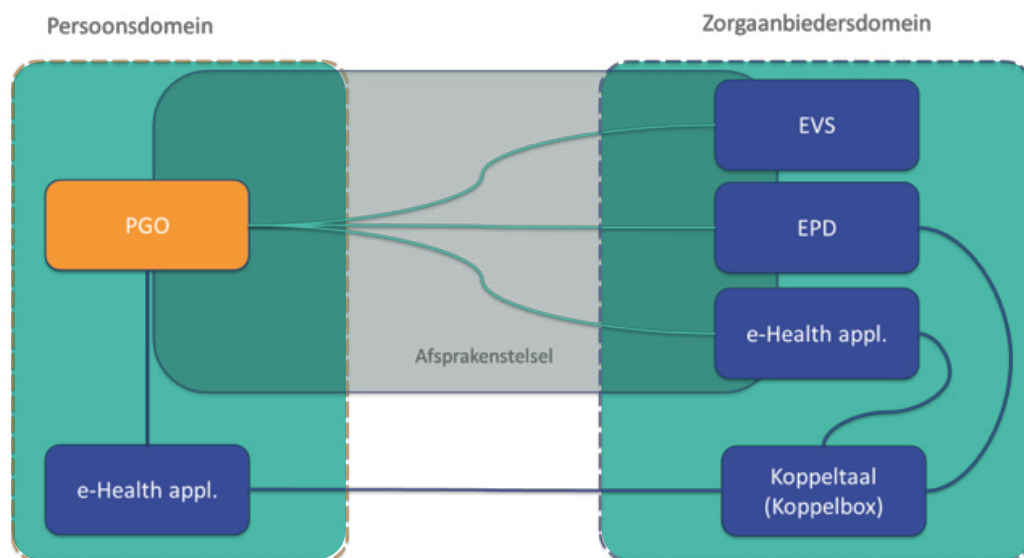 Persoonsdomein
Zorgaanbiedersdomein
EVS
PGO
EPD
e-Health appl.
Afsprakenstelsel
e-Health appl.
Koppeltaal
(Koppelbox)